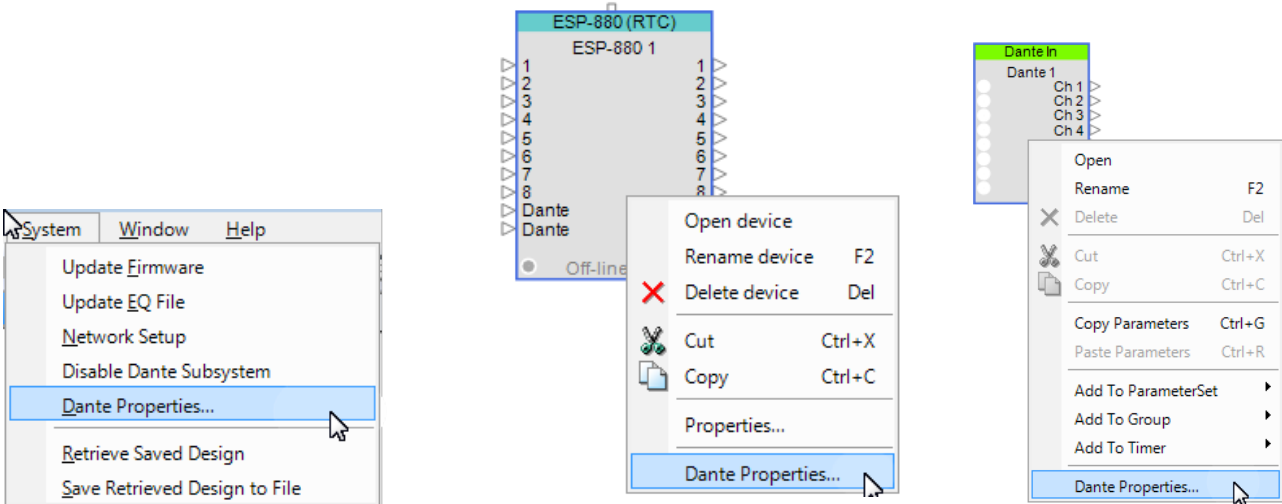 System Window Help
Update Firmware
Update EQ File
Network Setup
Disable Dante Subsystem
Dante Properties...
Retrieve Saved Design
Save Retrieved Design to File
ESP-880 (RTC)
ESP-880 1
1 1
2 2
3 3
4 4
5 5
6 6
7 7
8 8
Dante
Dante
Off-line
Open device
Rename device F2
Delete device Del
Cut Ctrl+X
Copy Ctrl+C
Properties...
Dante Properties...
Dante In
Dante 1
Ch 1
Ch 2
Ch 3
Ch 4
Open
Rename F2
Delete Del
Cut Ctrl+X
Copy Ctrl+C
Copy Parameters Ctrl+G
Paste Parameters Ctrl+R
Add To ParameterSet
Add To Group
Add To Timer
Dante Properties...